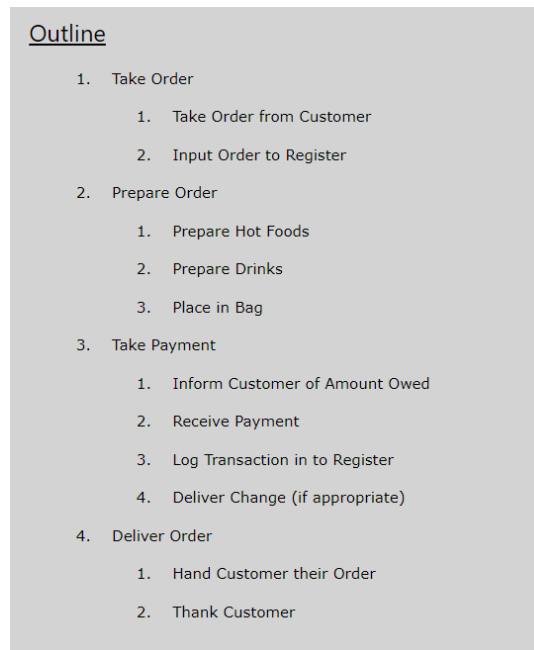 Outline
1. Take Order
1. Take Order from Customer
2. Input Order to Register
2. Prepare Order
1. Prepare Hot Foods
2. Prepare Drinks
3. Place in Bag
3. Take Payment
1. Inform Customer of Amount Owed
2. Receive Payment
3. Log Transaction in to Register
4. Deliver Change (if appropriate)
4. Deliver Order
1. Hand Customer their Order
2. Thank Customer